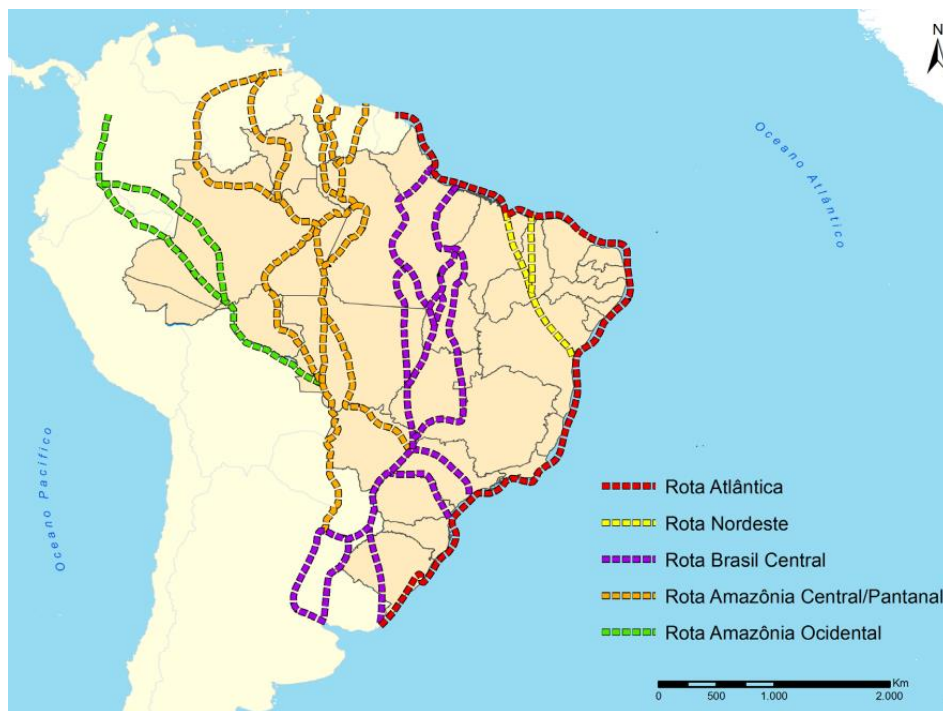 N
Oceano Atlântico
Oceano Pacífico
Rota Atlântica
Rota Nordeste
Rota Brasil Central
Rota Amazônia Central/Pantanal
Rota Amazônia Ocidental
Km
0 500 1.000 2.000